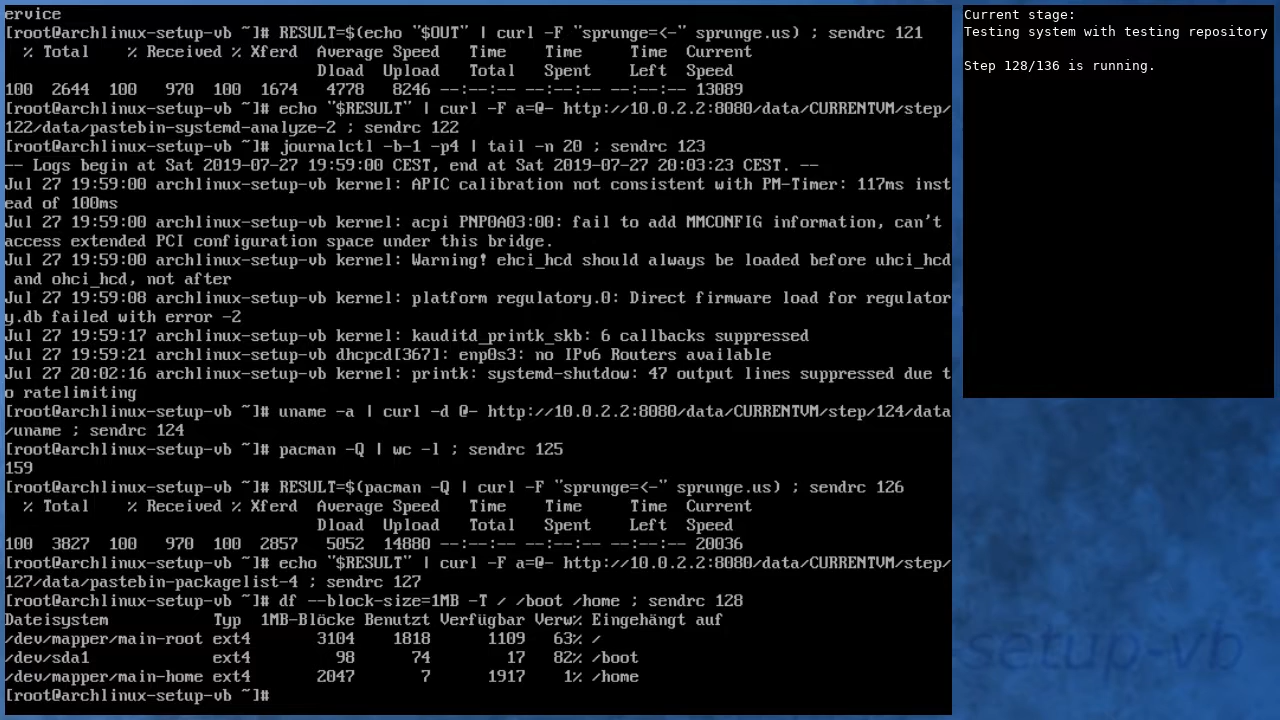 ervice
[root@archlinux-setup-vb ~]# RESULT=$(echo "$OUT" | curl -F "sprunge=<-" sprunge.us) ; sendrc 121
  % Total    % Received % Xferd  Average Speed   Time    Time     Time  Current
                                 Dload  Upload   Total   Spent    Left  Speed
100  2644  100   970  100  1674   4778   8246 --:--:-- --:--:-- --:--:-- 13089
[root@archlinux-setup-vb ~]# echo "$RESULT" | curl -F a=@- http://10.0.2.2:8080/data/CURRENTVM/step/
122/data/pastebin-systemd-analyze-2 ; sendrc 122
[root@archlinux-setup-vb ~]# journalctl -b-1 -p4 | tail -n 20 ; sendrc 123
-- Logs begin at Sat 2019-07-27 19:59:00 CEST, end at Sat 2019-07-27 20:03:23 CEST. --
Jul 27 19:59:00 archlinux-setup-vb kernel: APIC calibration not consistent with PM-Timer: 117ms inst
ead of 100ms
Jul 27 19:59:00 archlinux-setup-vb kernel: acpi PNP0A03:00: fail to add MMCONFIG information, can't
access extended PCI configuration space under this bridge.
Jul 27 19:59:00 archlinux-setup-vb kernel: Warning! ehci_hcd should always be loaded before uhci_hcd
 and ohci_hcd, not after
Jul 27 19:59:08 archlinux-setup-vb kernel: platform regulatory.0: Direct firmware load for regulator
y.db failed with error -2
Jul 27 19:59:17 archlinux-setup-vb kernel: kauditd_printk_skb: 6 callbacks suppressed
Jul 27 19:59:21 archlinux-setup-vb dhcpcd[367]: enp0s3: no IPv6 Routers available
Jul 27 20:02:16 archlinux-setup-vb kernel: printk: systemd-shutdow: 47 output lines suppressed due t
o ratelimiting
[root@archlinux-setup-vb ~]# uname -a | curl -d @- http://10.0.2.2:8080/data/CURRENTVM/step/124/data
/uname ; sendrc 124
[root@archlinux-setup-vb ~]# pacman -Q | wc -l ; sendrc 125
159
[root@archlinux-setup-vb ~]# RESULT=$(pacman -Q | curl -F "sprunge=<-" sprunge.us) ; sendrc 126
  % Total    % Received % Xferd  Average Speed   Time    Time     Time  Current
                                 Dload  Upload   Total   Spent    Left  Speed
100  3827  100   970  100  2857   5052  14880 --:--:-- --:--:-- --:--:-- 20036
[root@archlinux-setup-vb ~]# echo "$RESULT" | curl -F a=@- http://10.0.2.2:8080/data/CURRENTVM/step/
127/data/pastebin-packagelist-4 ; sendrc 127
[root@archlinux-setup-vb ~]# df --block-size=1MB -T / /boot /home ; sendrc 128
Dateisystem           Typ  1MB-Blöcke Benutzt Verfügbar Verw% Eingehängt auf
/dev/mapper/main-root ext4       3104    1818      1109   63% /
/dev/sda1             ext4         98      74        17   82% /boot
/dev/mapper/main-home ext4       2047       7      1917    1% /home
[root@archlinux-setup-vb ~]#
Current stage:
Testing system with testing repository
Step 128/136 is running.
setup-vb